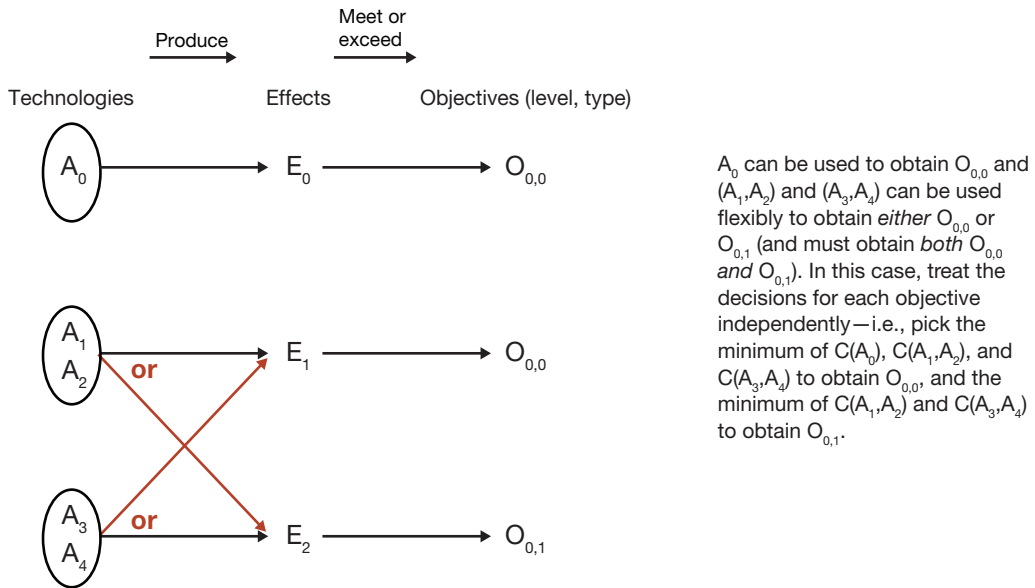 Produce
Meet or
exceed
Technologies
Effects
Objectives (level, type)
A₀
E₀
O₀,₀
A₁
A₂
or
E₁
O₀,₀
A₃
A₄
or
E₂
O₀,₁
A₀ can be used to obtain O₀,₀ and
(A₁,A₂) and (A₃,A₄) can be used
flexibly to obtain either O₀,₀ or
O₀,₁ (and must obtain both O₀,₀
and O₀,₁). In this case, treat the
decisions for each objective
independently—i.e., pick the
minimum of C(A₀), C(A₁,A₂), and
C(A₃,A₄) to obtain O₀,₀, and the
minimum of C(A₁,A₂) and C(A₃,A₄)
to obtain O₀,₁.